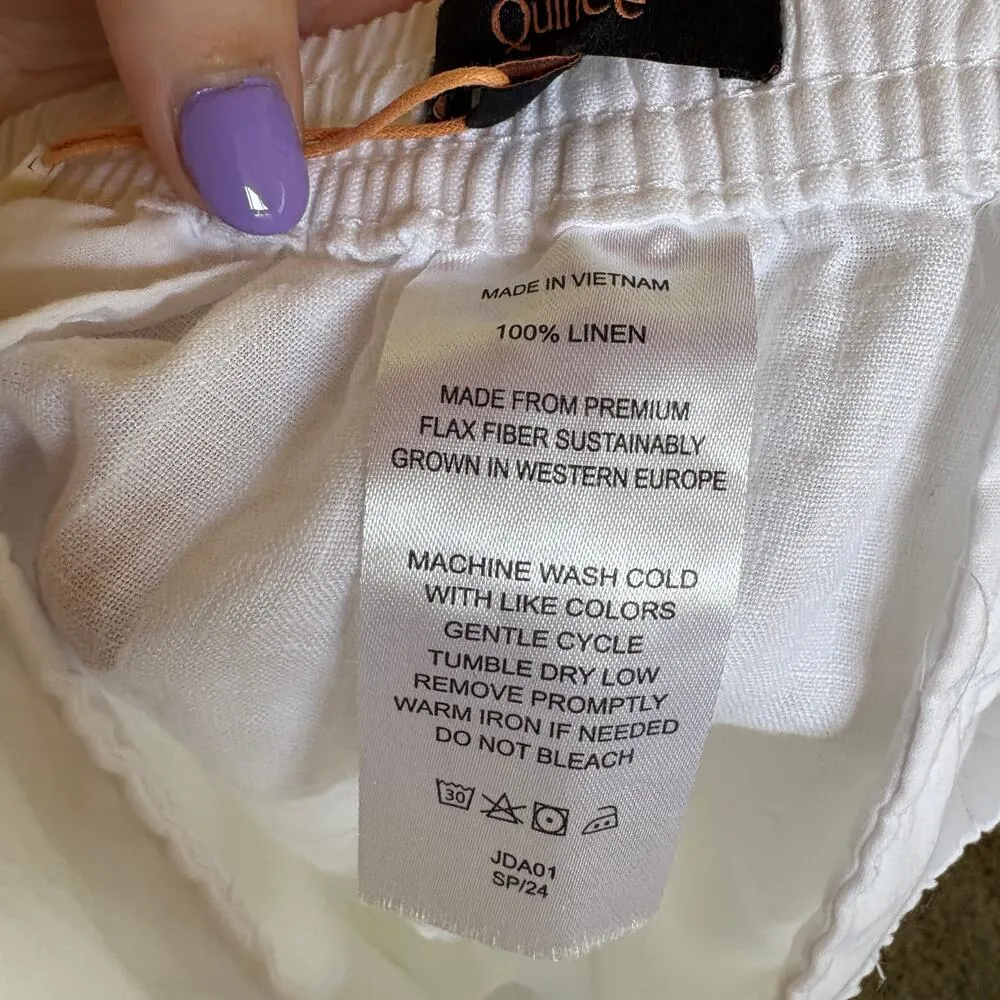 Quince
MADE IN VIETNAM
100% LINEN
MADE FROM PREMIUM
FLAX FIBER SUSTAINABLY
GROWN IN WESTERN EUROPE
MACHINE WASH COLD
WITH LIKE COLORS
GENTLE CYCLE
TUMBLE DRY LOW
REMOVE PROMPTLY
WARM IRON IF NEEDED
DO NOT BLEACH
30
JDA01
SP/24